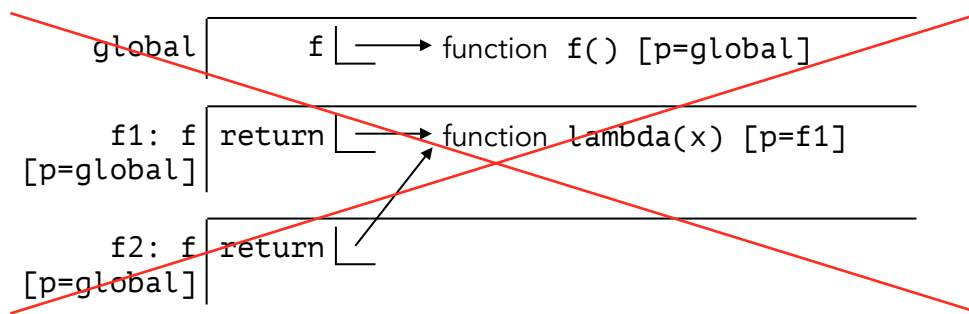 global f function f() [p=global]
f1: f return function lambda(x) [p=f1]
[p=global]
f2: f return
[p=global]